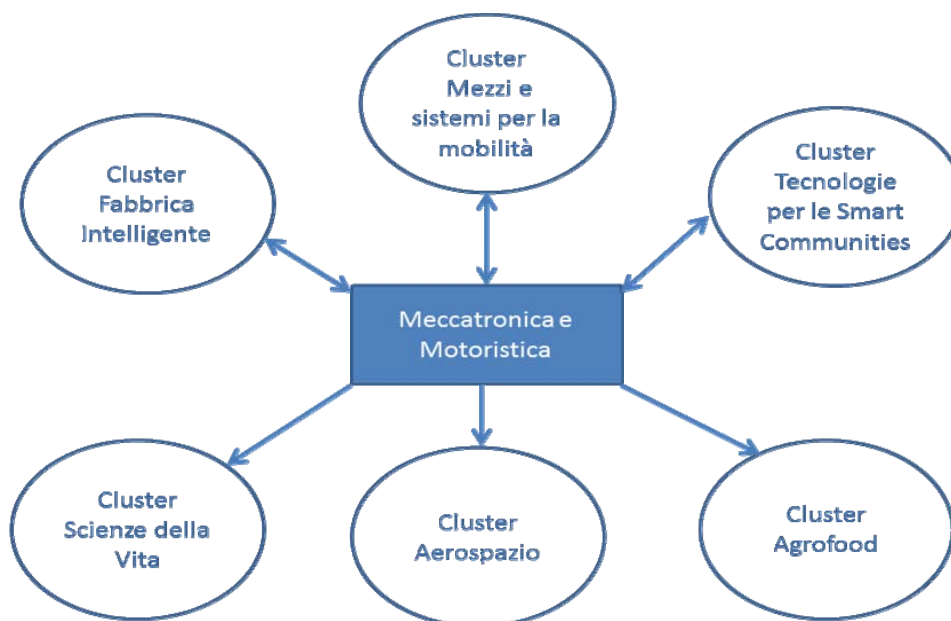 Cluster
Mezzi e
sistemi per la
mobilità
Cluster
Fabbrica
Intelligente
Cluster
Tecnologie
per le Smart
Communities
Meccatronica e
Motoristica
Cluster
Scienze della
Vita
Cluster
Aerospazio
Cluster
Agrofood